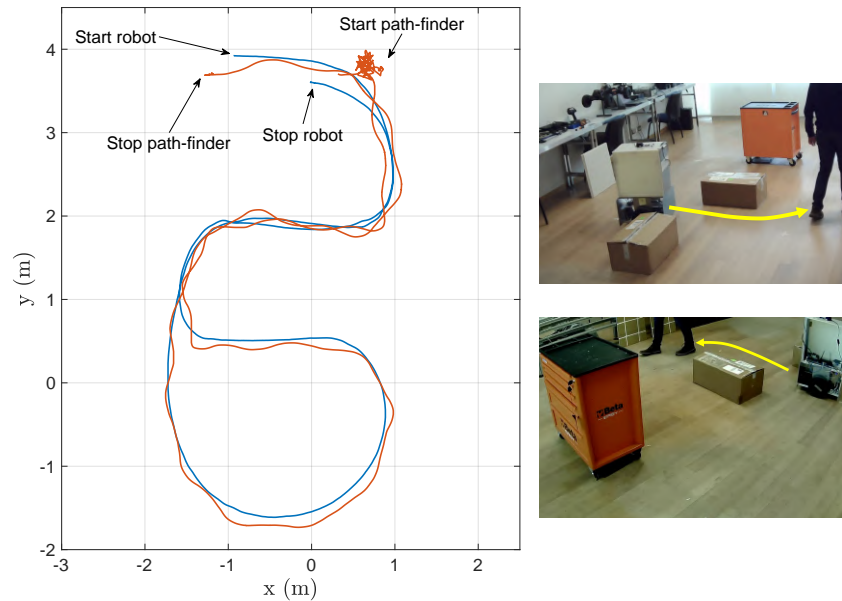 Start robot
Start path-finder
Stop path-finder
Stop robot
y (m)
4
3
2
1
0
-1
-2
-3
-2
-1
0
1
2
x (m)
Beta